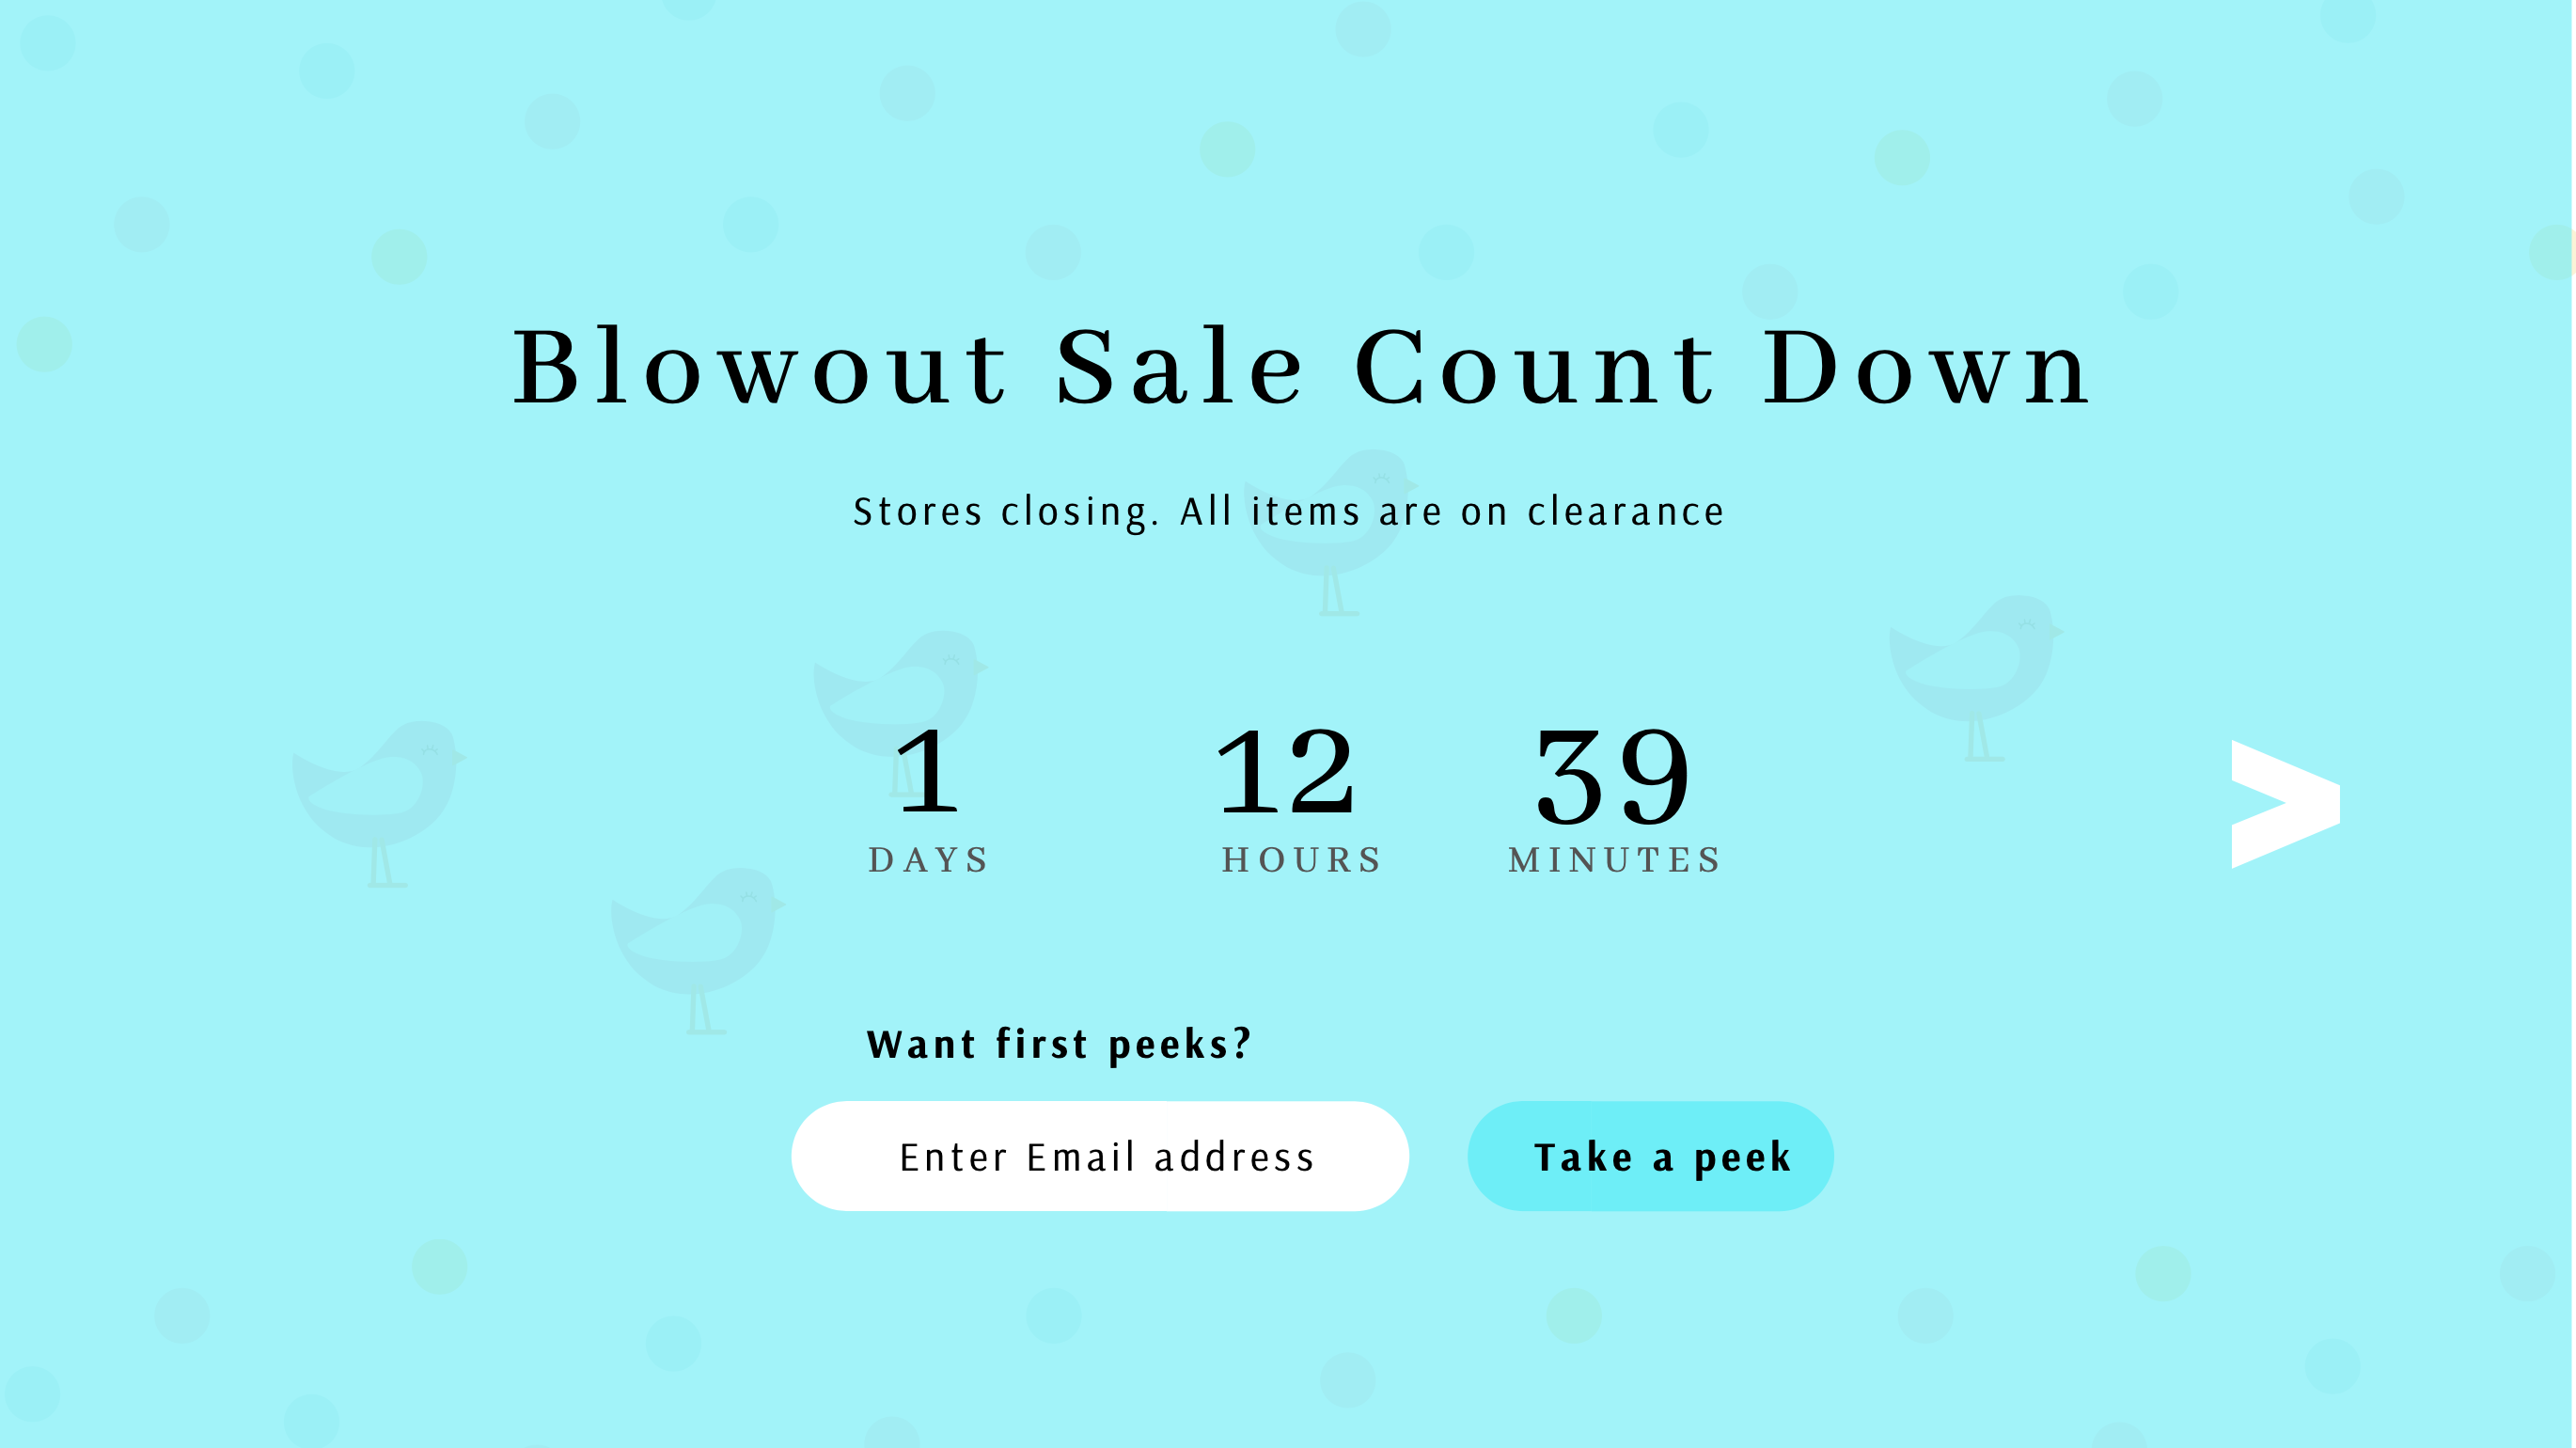 Blowout Sale Count Down
Stores closing. All items are on clearance
1 12 39
DAYS HOURS MINUTES
>
Want first peeks?
Enter Email address
Take a peek